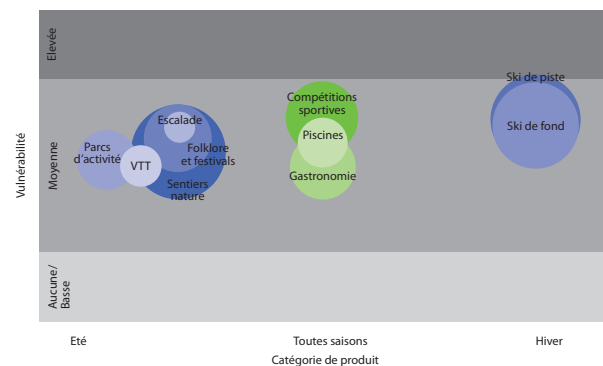 Vulnérabilité
Elevée
Moyenne
Aucune/
Basse
Ski de piste
Ski de fond
Compétitions
sportives
Piscines
Gastronomie
Escalade
Folklore
et festivals
Sentiers
nature
Parcs
d'activité
VTT
Eté
Toutes saisons
Hiver
Catégorie de produit